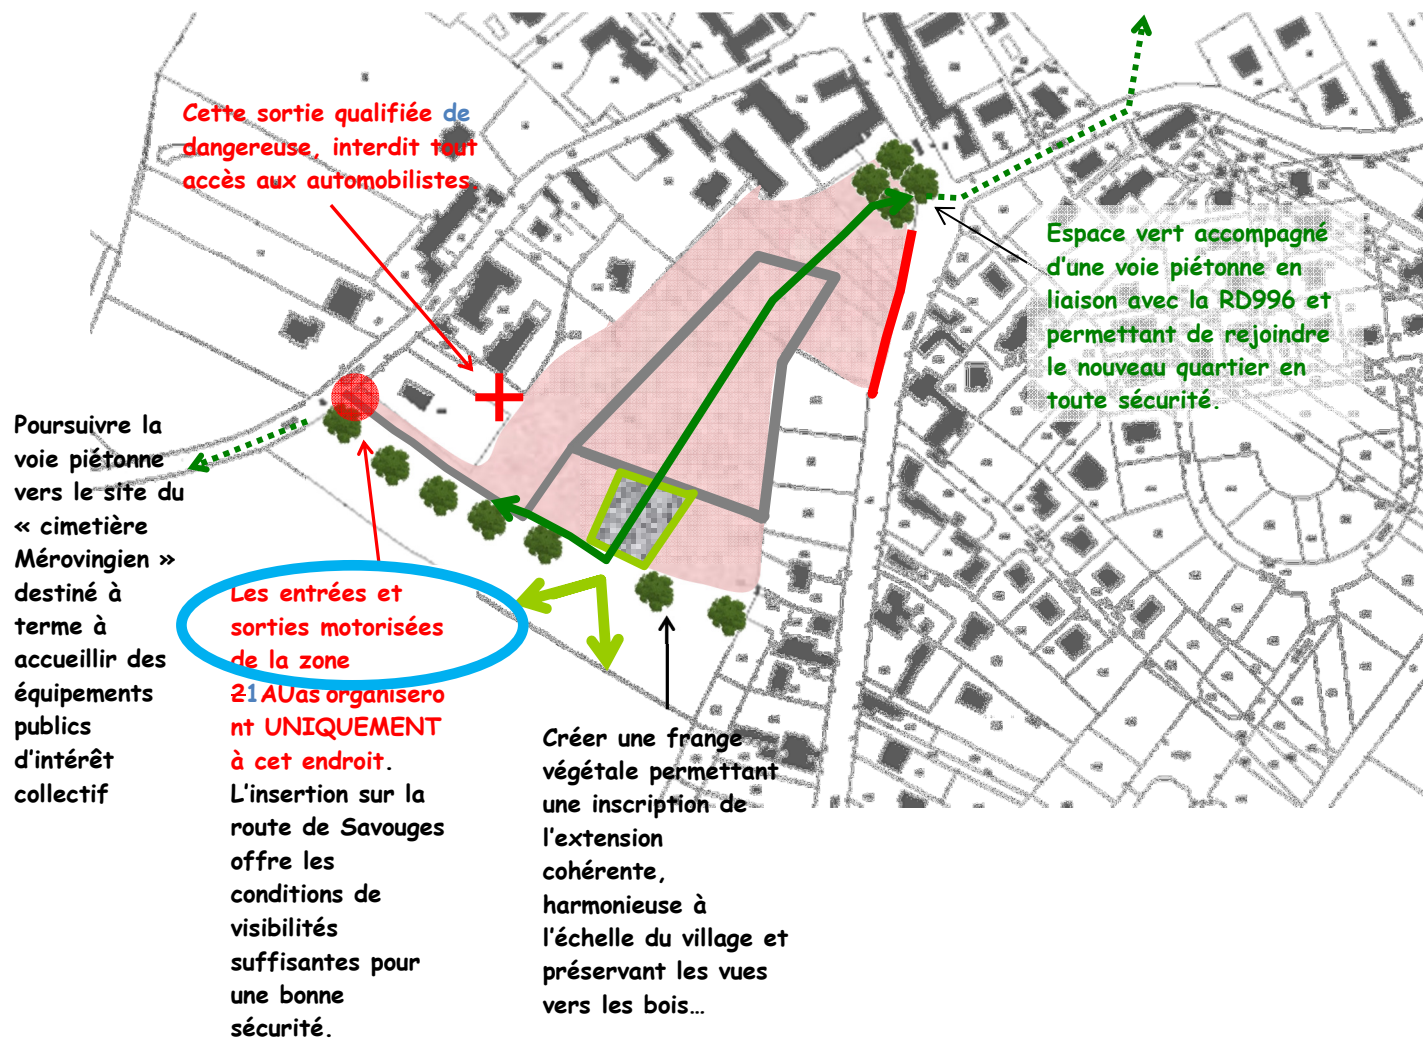 Cette sortie qualifiée de
dangereuse, interdit tout
accès aux automobilistes.
Espace vert accompagné
d'une voie piétonne en
liaison avec la RD996 et
permettant de rejoindre
le nouveau quartier en
toute sécurité.
Poursuivre la
voie piétonne
vers le site du
« cimetière
Mérovingien »
destiné à
terme à
accueillir des
équipements
publics
d'intérêt
collectif
Les entrées et
sorties motorisées
de la zone
21AUas organisero
nt UNIQUEMENT
à cet endroit.
L'insertion sur la
route de Savouges
offre les
conditions de
visibilités
suffisantes pour
une bonne
sécurité.
Créer une frange
végétale permettant
une inscription de
l'extension
cohérente,
harmonieuse à
l'échelle du village et
préservant les vues
vers les bois…